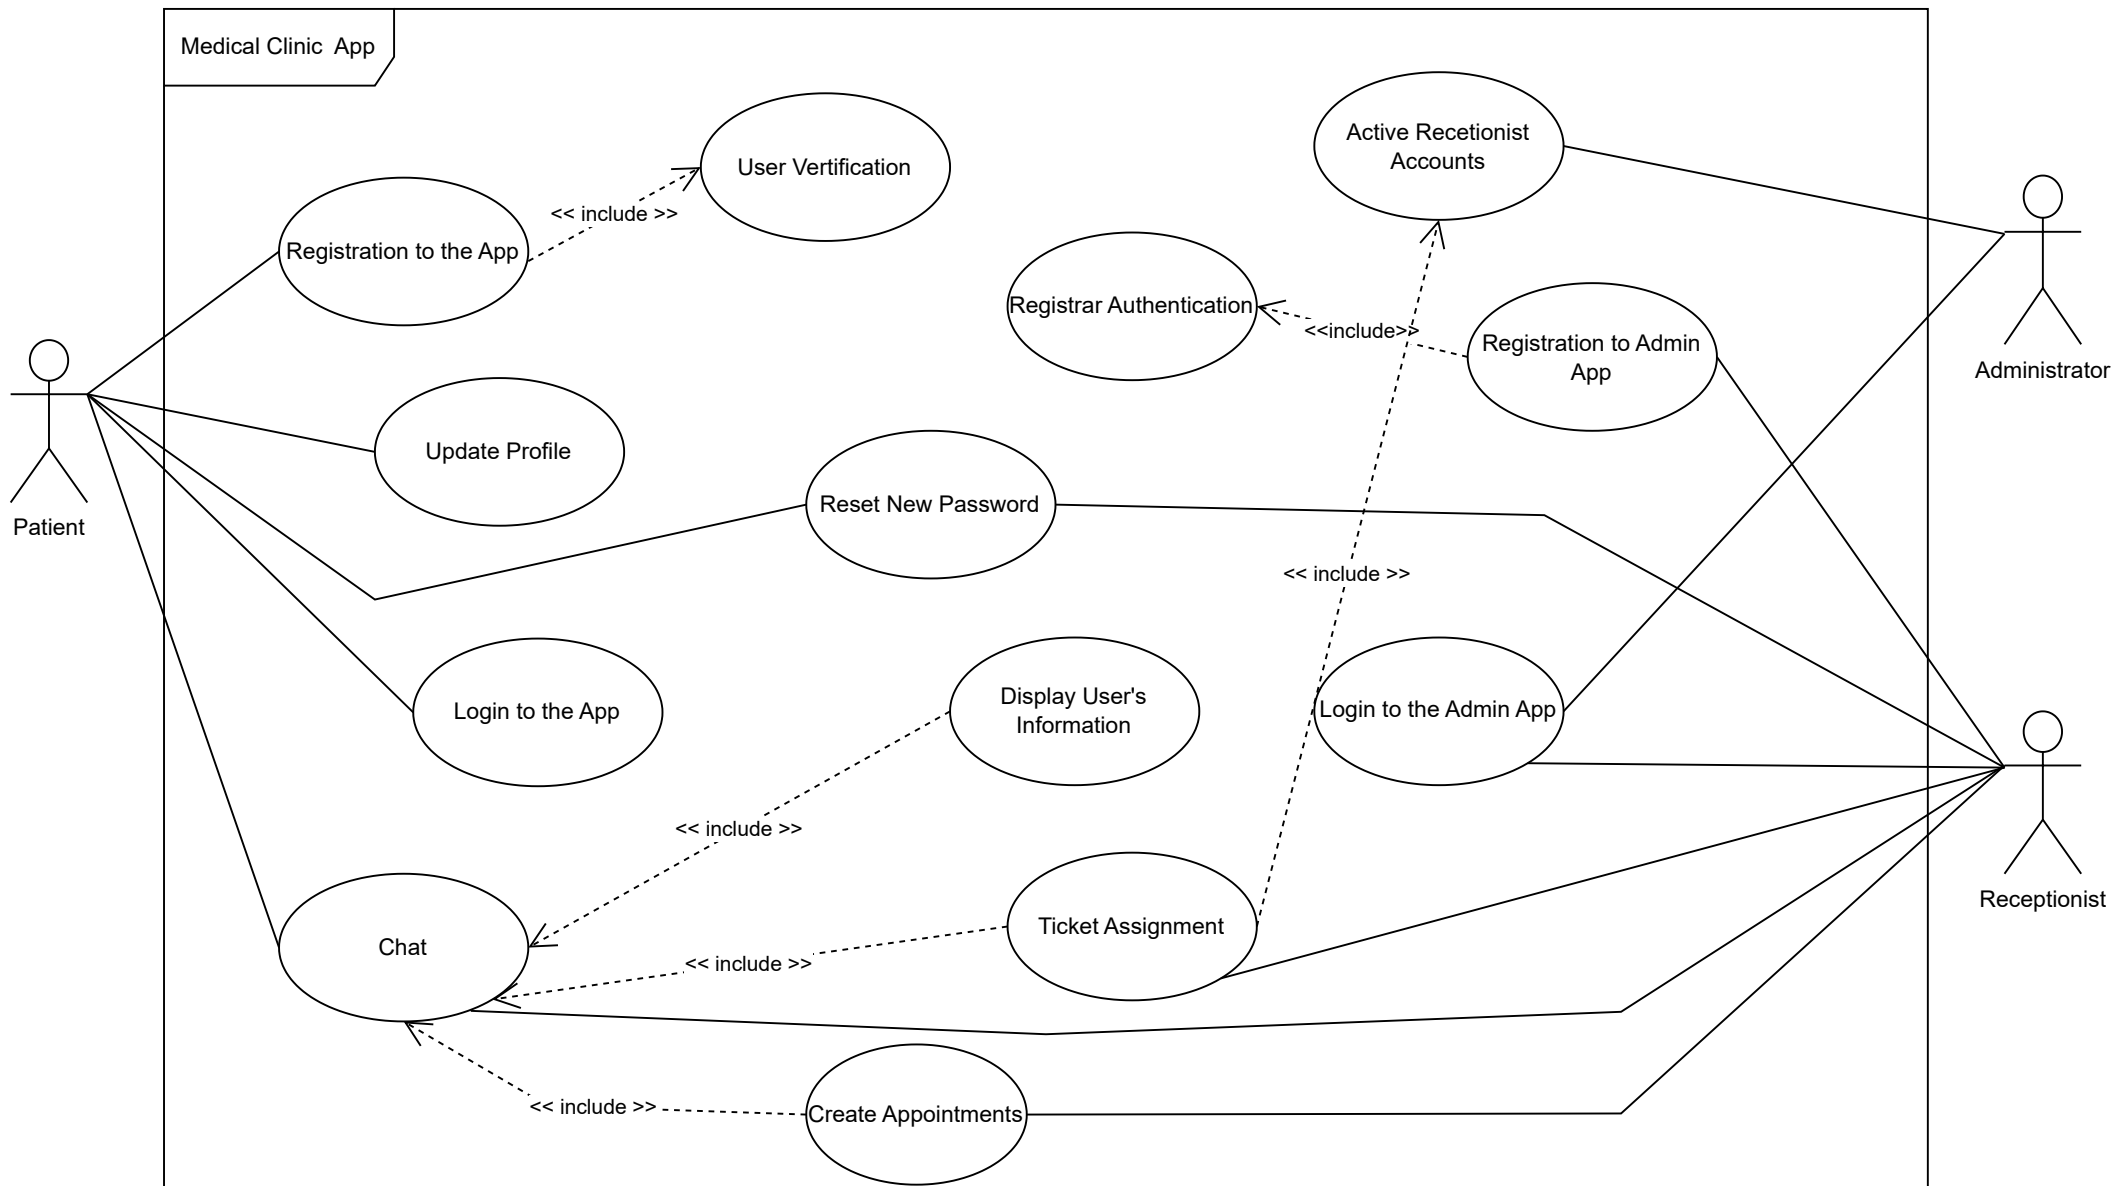 Medical Clinic  App
User Vertification
Active Recetionist
Accounts
<< include >>
Registration to the App
Registrar Authentication
<<include>>
Registration to Admin
App
Administrator
Patient
Update Profile
Reset New Password
<< include >>
Login to the App
Display User's
Information
Login to the Admin App
<< include >>
Receptionist
Chat
Ticket Assignment
<< include >>
<< include >>
Create Appointments